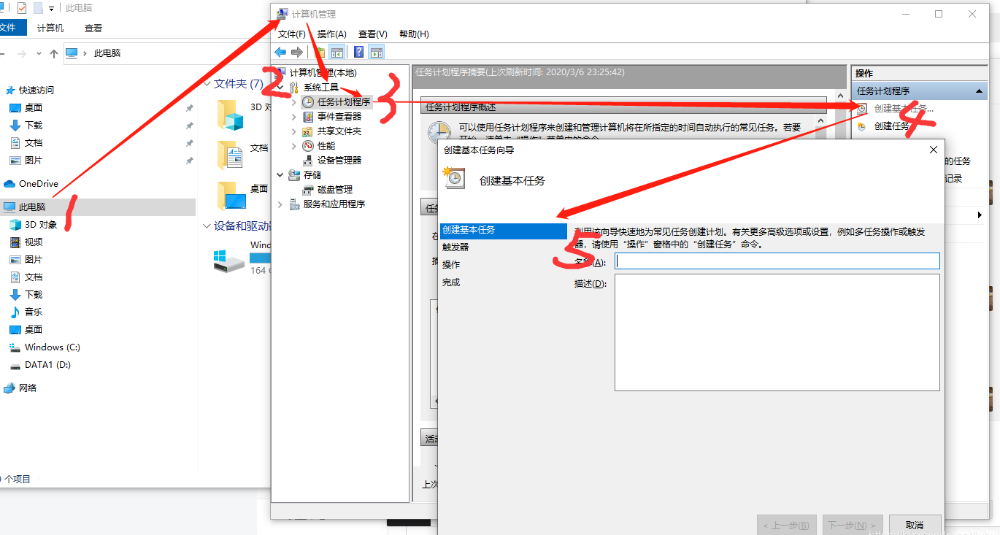 此电脑
文件
计算机
查看
此电脑
快速访问
桌面
下载
文档
图片
OneDrive
此电脑
3D 对象
视频
图片
文档
下载
音乐
桌面
Windows (C:)
DATA1 (D:)
网络
个项目
文件夹 (7)
3D 对
文档
桌面
设备和驱动器
Wind
164 G
1
计算机管理
文件(F) 操作(A) 查看(V) 帮助(H)
计算机管理(本地)
系统工具
任务计划程序
事件查看器
共享文件夹
性能
设备管理器
存储
磁盘管理
服务和应用程序
2
3
任务计划程序摘要(上次刷新时间: 2020/3/6 23:25:42)
任务计划程序概述
可以使用任务计划程序来创建和管理计算机将在所指定的时间自动执行的常见任务。若要
开始，请单击“操作”菜单中的命令
任
在
活动
上次
操作
任务计划程序
创建基本任务...
创建任务
4
的任务
记录
创建基本任务向导
创建基本任务
创建基本任务
触发器
操作
完成
5
利用该向导快速地为常见任务创建计划。有关更多高级选项或设置，例如多任务操作或触发
器，请使用“操作”窗格中的“创建任务”命令。
名称(A):
描述(D):
< 上一步(B)
下一步(N) >
取消